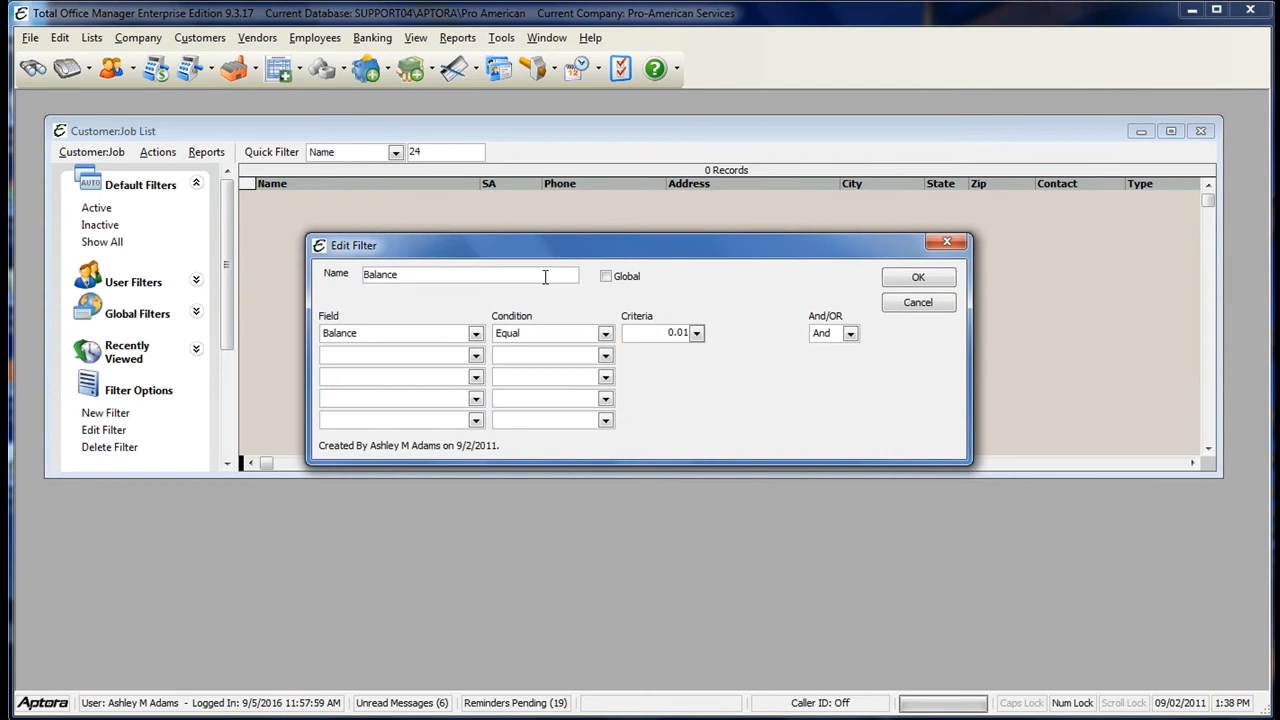 Total Office Manager Enterprise Edition 9.3.17 Current Database: SUPPORT04\APTORA\Pro American Current Company: Pro-American Services
File Edit Lists Company Customers Vendors Employees Banking View Reports Tools Window Help
Customer:Job List
Customer:Job Actions Reports Quick Filter Name 24
0 Records
Name SA Phone Address City State Zip Contact Type
AUTO Default Filters
Active
Inactive
Show All
User Filters
Global Filters
Recently
Viewed
Filter Options
New Filter
Edit Filter
Delete Filter
Edit Filter
Name Balance Global OK
Cancel
Field Condition Criteria And/OR
Balance Equal 0.01 And
Created By Ashley M Adams on 9/2/2011.
Aptora User: Ashley M Adams - Logged In: 9/5/2016 11:57:59 AM Unread Messages (6) Reminders Pending (19) Caller ID: Off Caps Lock Num Lock Scroll Lock 09/02/2011 1:38 PM